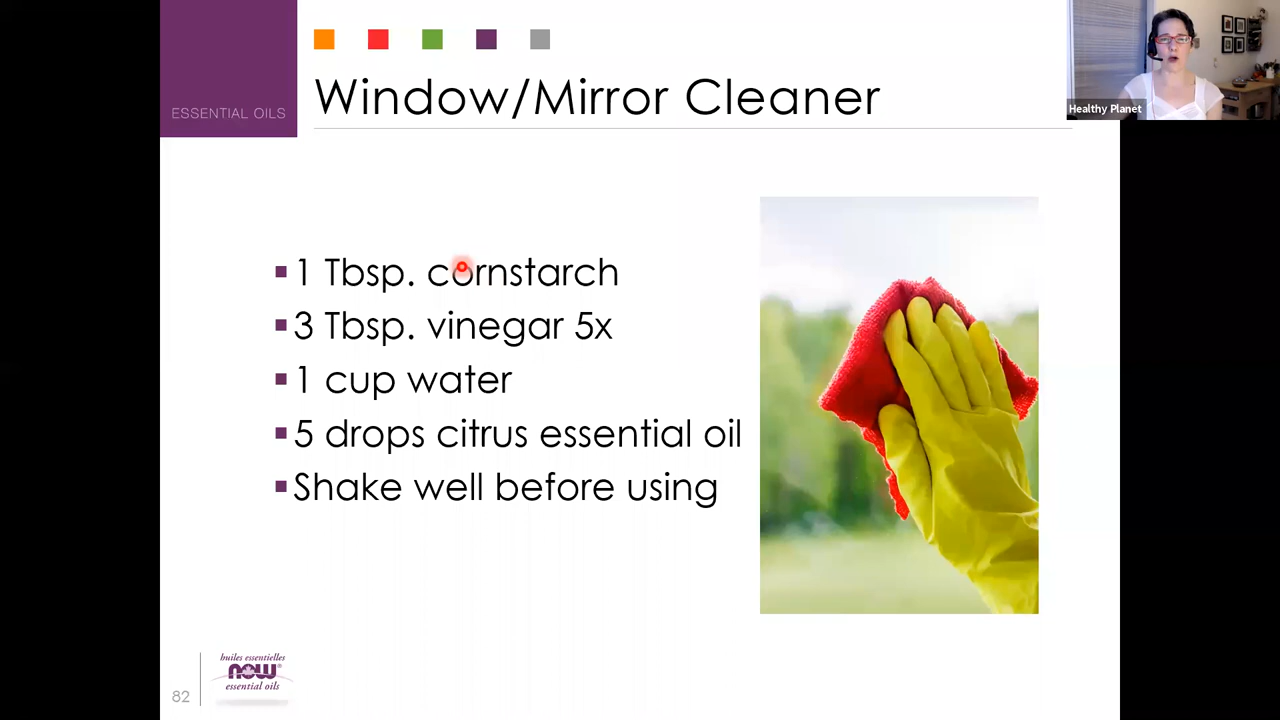 ESSENTIAL OILS
Window/Mirror Cleaner
Healthy Planet
1 Tbsp. cornstarch
3 Tbsp. vinegar 5x
1 cup water
5 drops citrus essential oil
Shake well before using
82
huiles essentielles
NOW®
essential oils